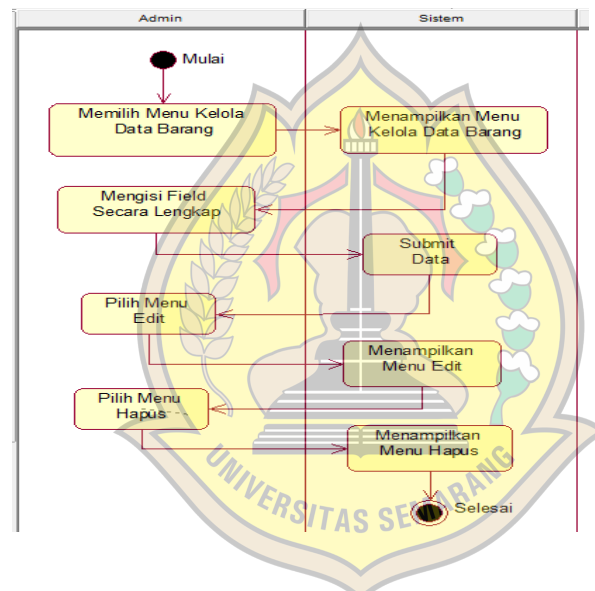 Admin
Sistem
Mulai
Memilih Menu Kelola
Data Barang
Menampilkan Menu
Kelola Data Barang
Mengisi Field
Secara Lengkap
Submit
Data
Pilih Menu
Edit
Menampilkan
Menu Edit
Pilih Menu
Hapus
Menampilkan
Menu Hapus
Selesai
UNIVERSITAS SEMARANG